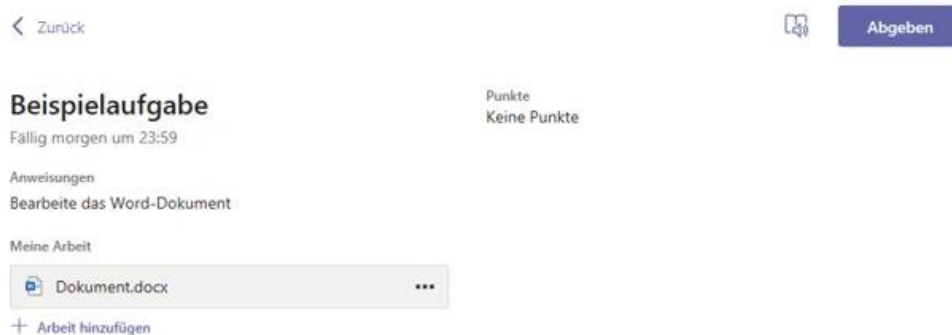 Zurück
Abgeben
Beispielaufgabe
Fällig morgen um 23:59
Punkte
Keine Punkte
Anweisungen
Bearbeite das Word-Dokument
Meine Arbeit
Dokument.docx
+ Arbeit hinzufügen